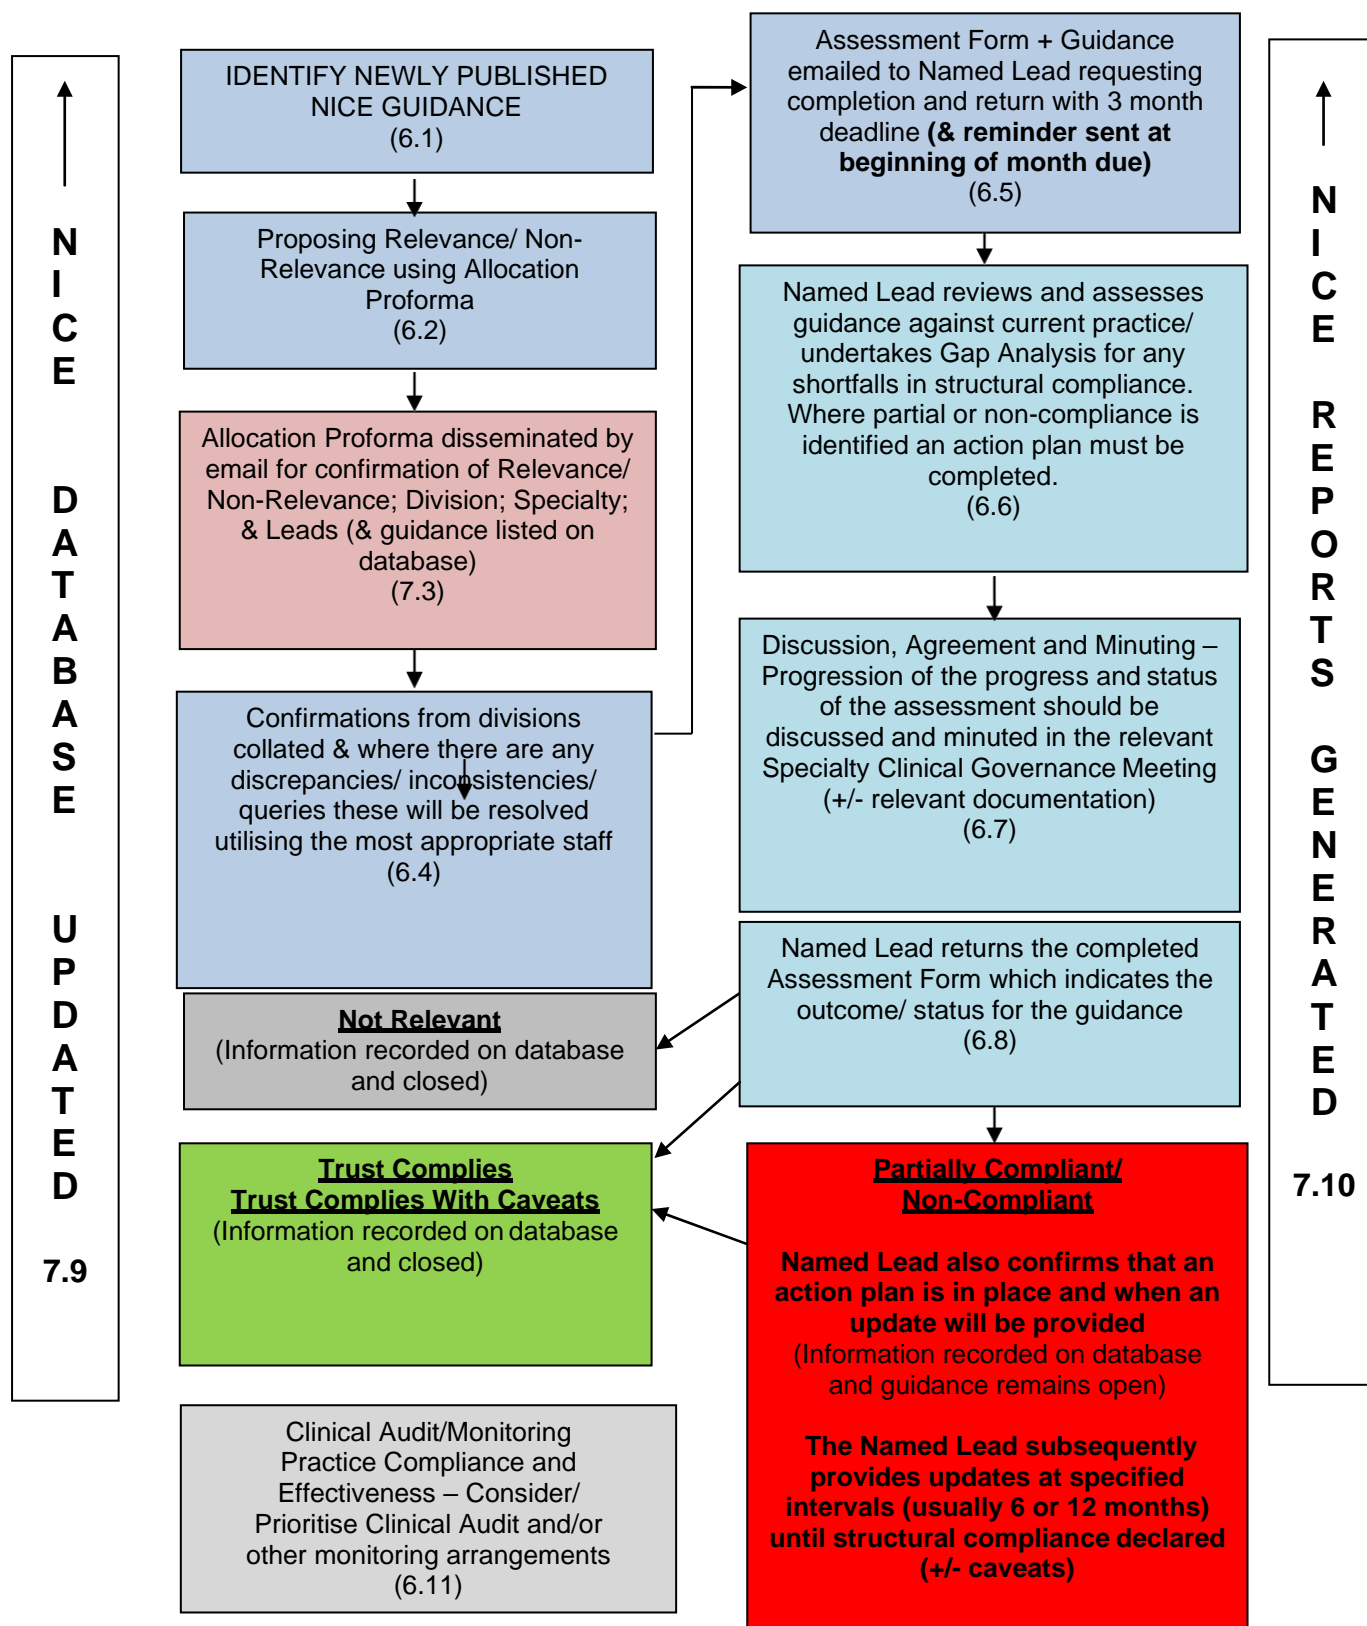 NICE DATABASE UPDATED
7.9
IDENTIFY NEWLY PUBLISHED
NICE GUIDANCE
(6.1)
Proposing Relevance/ Non-
Relevance using Allocation
Proforma
(6.2)
Allocation Proforma disseminated by
email for confirmation of Relevance/
Non-Relevance; Division; Specialty;
& Leads (& guidance listed on
database)
(7.3)
Confirmations from divisions
collated & where there are any
discrepancies/ inconsistencies/
queries these will be resolved
utilising the most appropriate staff
(6.4)
Not Relevant
(Information recorded on database
and closed)
Trust Complies
Trust Complies With Caveats
(Information recorded on database
and closed)
Clinical Audit/Monitoring
Practice Compliance and
Effectiveness – Consider/
Prioritise Clinical Audit and/or
other monitoring arrangements
(6.11)
Assessment Form + Guidance
emailed to Named Lead requesting
completion and return with 3 month
deadline (& reminder sent at
beginning of month due)
(6.5)
Named Lead reviews and assesses
guidance against current practice/
undertakes Gap Analysis for any
shortfalls in structural compliance.
Where partial or non-compliance is
identified an action plan must be
completed.
(6.6)
Discussion, Agreement and Minuting –
Progression of the progress and status
of the assessment should be
discussed and minuted in the relevant
Specialty Clinical Governance Meeting
(+/- relevant documentation)
(6.7)
Named Lead returns the completed
Assessment Form which indicates the
outcome/ status for the guidance
(6.8)
Partially Compliant/
Non-Compliant
Named Lead also confirms that an
action plan is in place and when an
update will be provided
(Information recorded on database
and guidance remains open)
The Named Lead subsequently
provides updates at specified
intervals (usually 6 or 12 months)
until structural compliance declared
(+/- caveats)
NICE REPORTS GENERATED
7.10